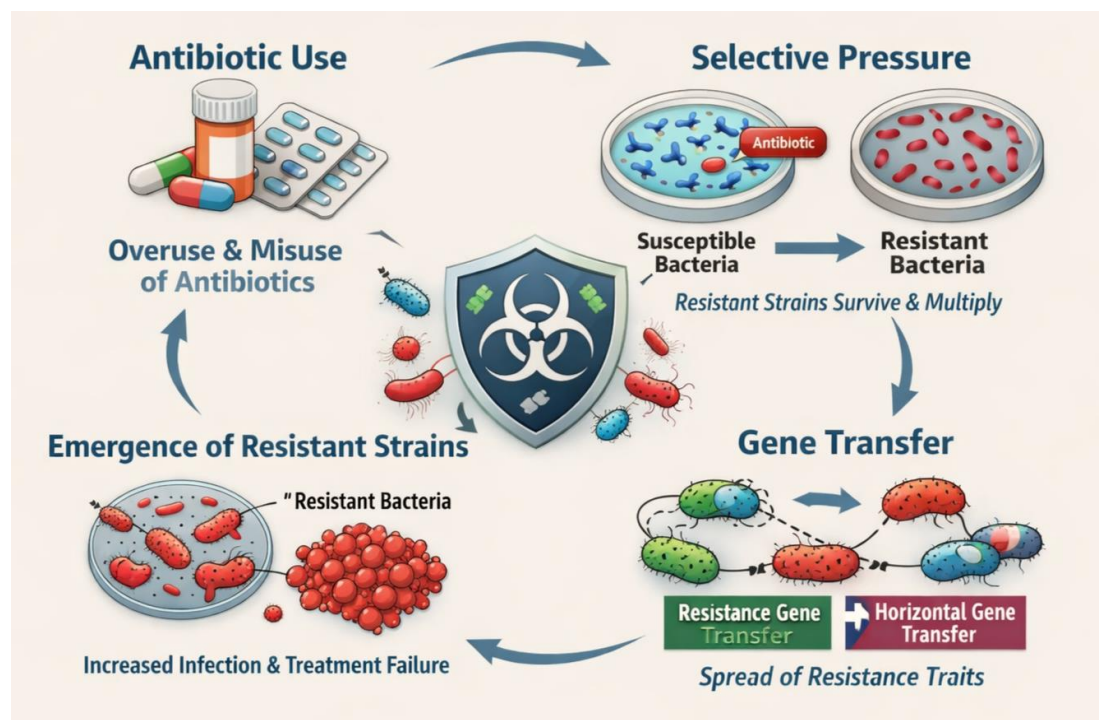 Antibiotic Use
Selective Pressure
Antibiotic
Overuse & Misuse
of Antibiotics
Susceptible
Bacteria
Resistant
Bacteria
Resistant Strains Survive & Multiply
Emergence of Resistant Strains
"Resistant Bacteria
Gene Transfer
Resistance Gene
Transfer
Horizontal Gene
Transfer
Increased Infection & Treatment Failure
Spread of Resistance Traits